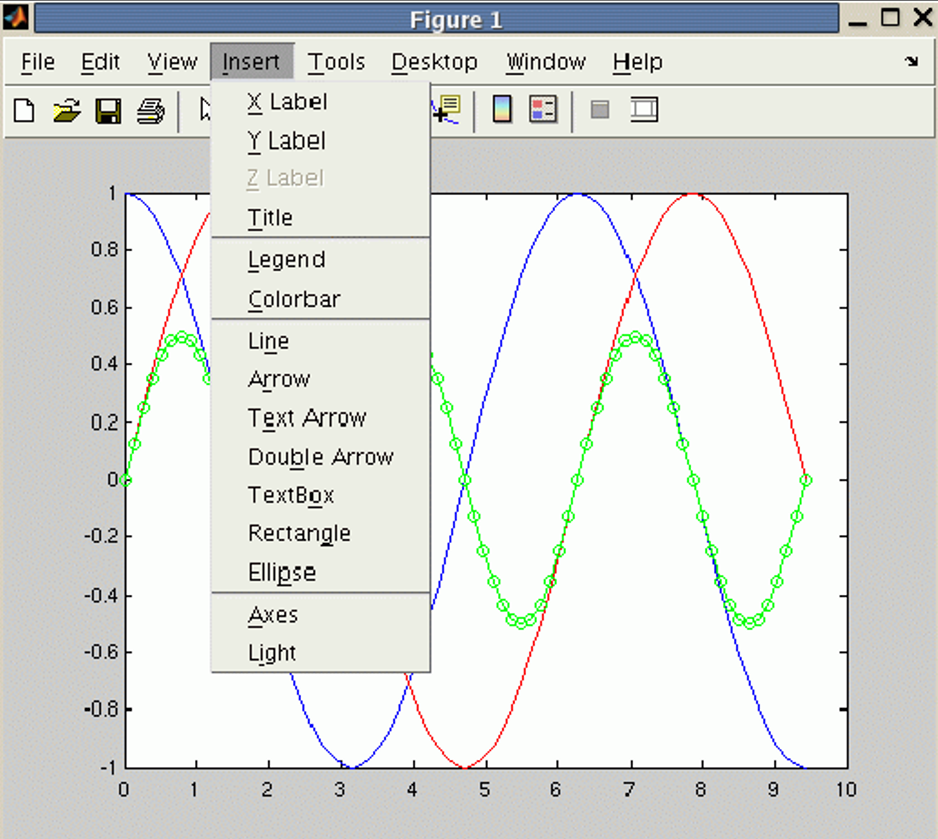 Figure 1
File Edit View Insert Tools Desktop Window Help
X Label
Y Label
Z Label
Title
Legend
Colorbar
Line
Arrow
Text Arrow
Double Arrow
TextBox
Rectangle
Ellipse
Axes
Light
1
0.8
0.6
0.4
0.2
0
-0.2
-0.4
-0.6
-0.8
-1
0 1 2 3 4 5 6 7 8 9 10